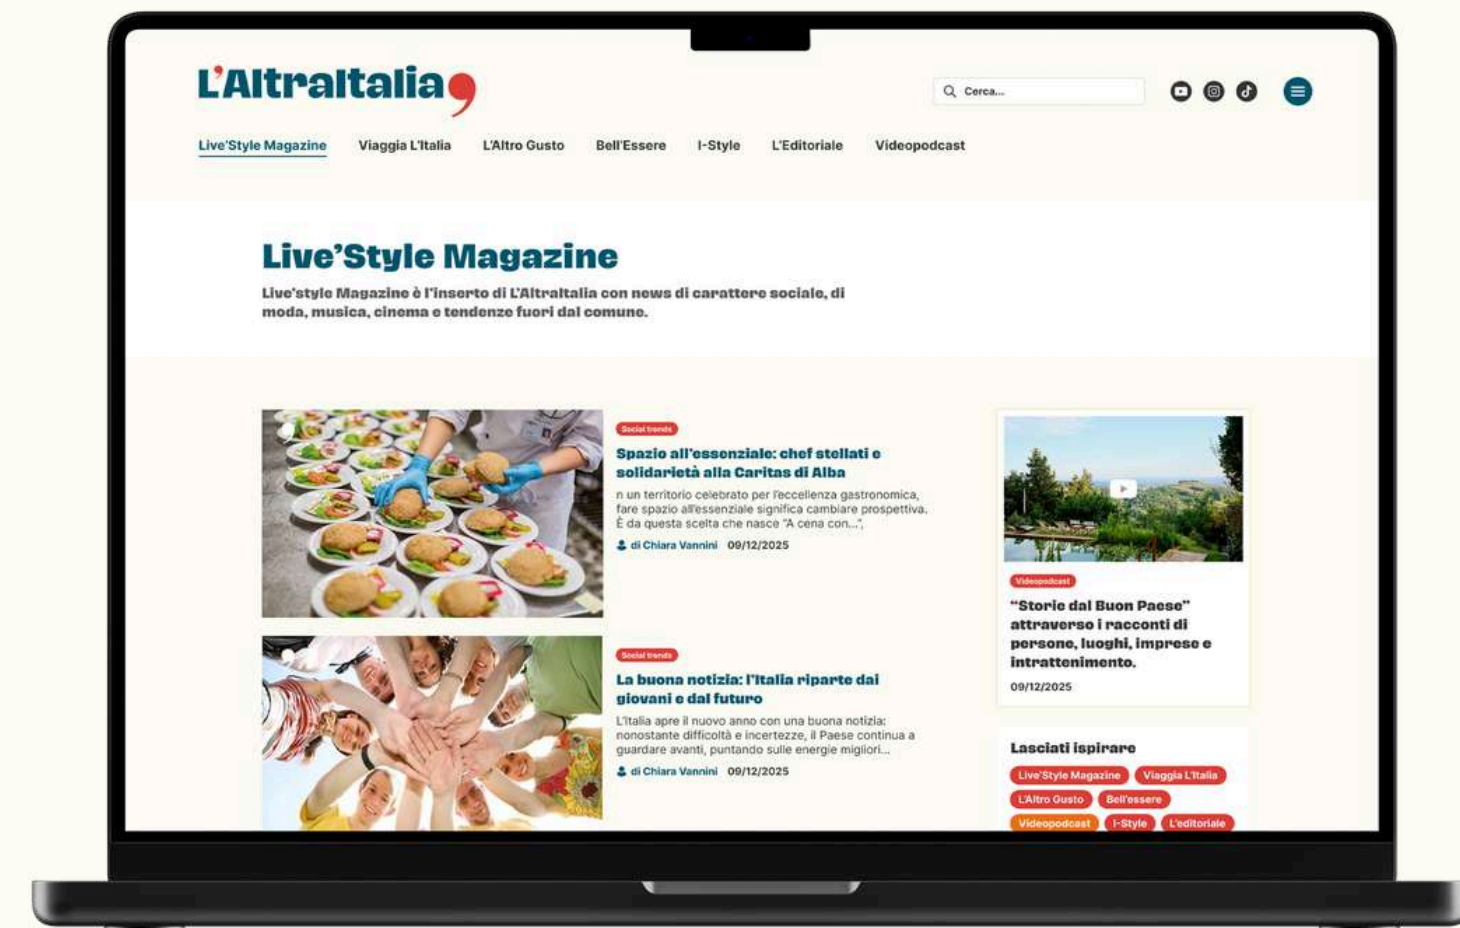 L'AltraItalia,
Cerca...
Live'Style Magazine
Viaggia L'Italia
L'Altro Gusto
Bell'Essere
I-Style
L'Editoriale
Videopodcast
Live'Style Magazine
Live'style Magazine è l'inserto di L'AltraItalia con news di carattere sociale, di
moda, musica, cinema e tendenze fuori dal comune.
Social trends
Spazio all'essenziale: chef stellati e
solidarietà alla Caritas di Alba
n un territorio celebrato per l'eccellenza gastronomica,
fare spazio all'essenziale significa cambiare prospettiva.
È da questa scelta che nasce "A cena con...",
di Chiara Vannini 09/12/2025
Social trends
La buona notizia: l'Italia riparte dai
giovani e dal futuro
L'Italia apre il nuovo anno con una buona notizia:
nonostante difficoltà e incertezze, il Paese continua a
guardare avanti, puntando sulle energie migliori...
di Chiara Vannini 09/12/2025
Videopodcast
"Storie dal Buon Paese"
attraverso i racconti di
persone, luoghi, imprese e
intrattenimento.
09/12/2025
Lasciati ispirare
Live'Style Magazine
Viaggia L'Italia
L'Altro Gusto
Bell'essere
Videopodcast
I-Style
L'editoriale